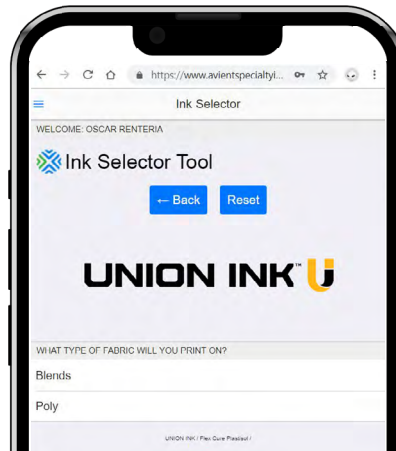 https://www.avientspecialtyi...
Ink Selector
WELCOME: OSCAR RENTERIA
Ink Selector Tool
← Back Reset
UNION INK™ U
WHAT TYPE OF FABRIC WILL YOU PRINT ON?
Blends
Poly
UNION INK / Flex Cure Plastisol /